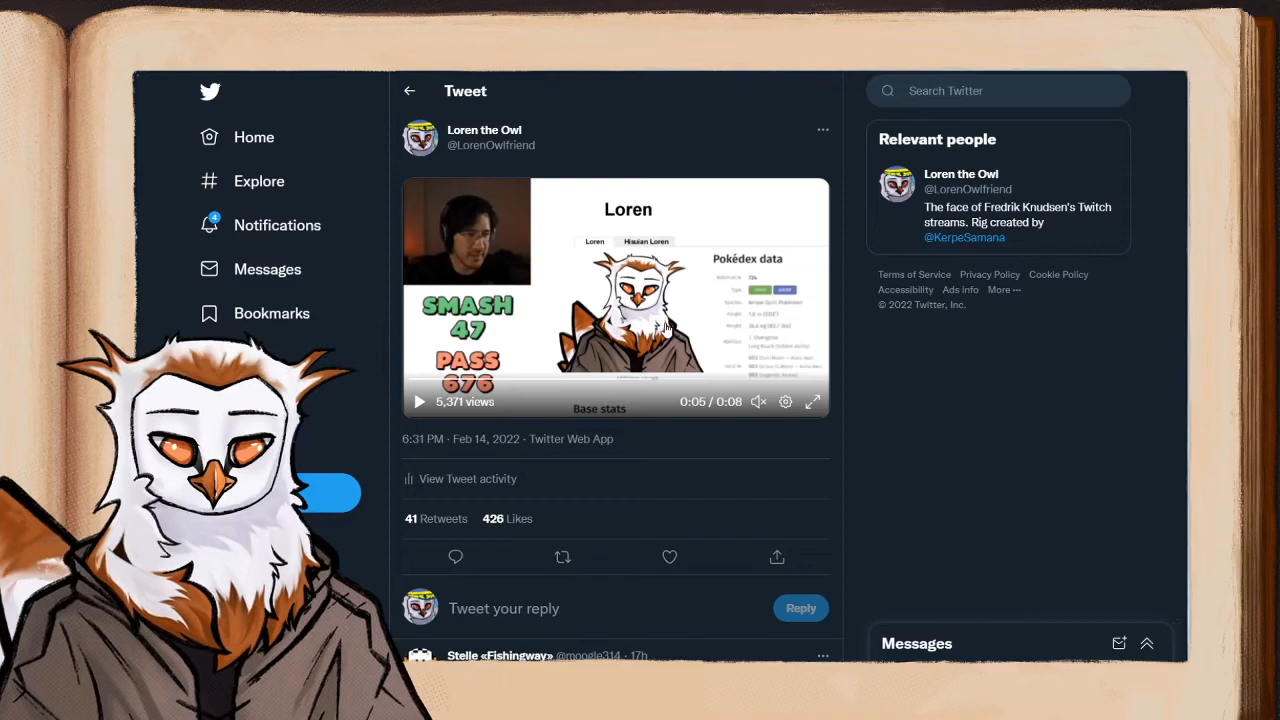 Tweet
Search Twitter
Home
Explore
4
Notifications
Messages
Bookmarks
Loren the Owl
@LorenOwlfriend
Loren
Loren
Hisuian Loren
Pokédex data
SMASH
47
PASS
676
Base stats
5,371 views
0:05 / 0:08
6:31 PM · Feb 14, 2022 · Twitter Web App
View Tweet activity
41 Retweets 426 Likes
Tweet your reply
Reply
Stelle «Fishingway» @moogle314 · 17h
Relevant people
Loren the Owl
@LorenOwlfriend
The face of Fredrik Knudsen's Twitch
streams. Rig created by
@KerpeSamana
Terms of Service Privacy Policy Cookie Policy
Accessibility Ads info More ···
© 2022 Twitter, Inc.
Messages